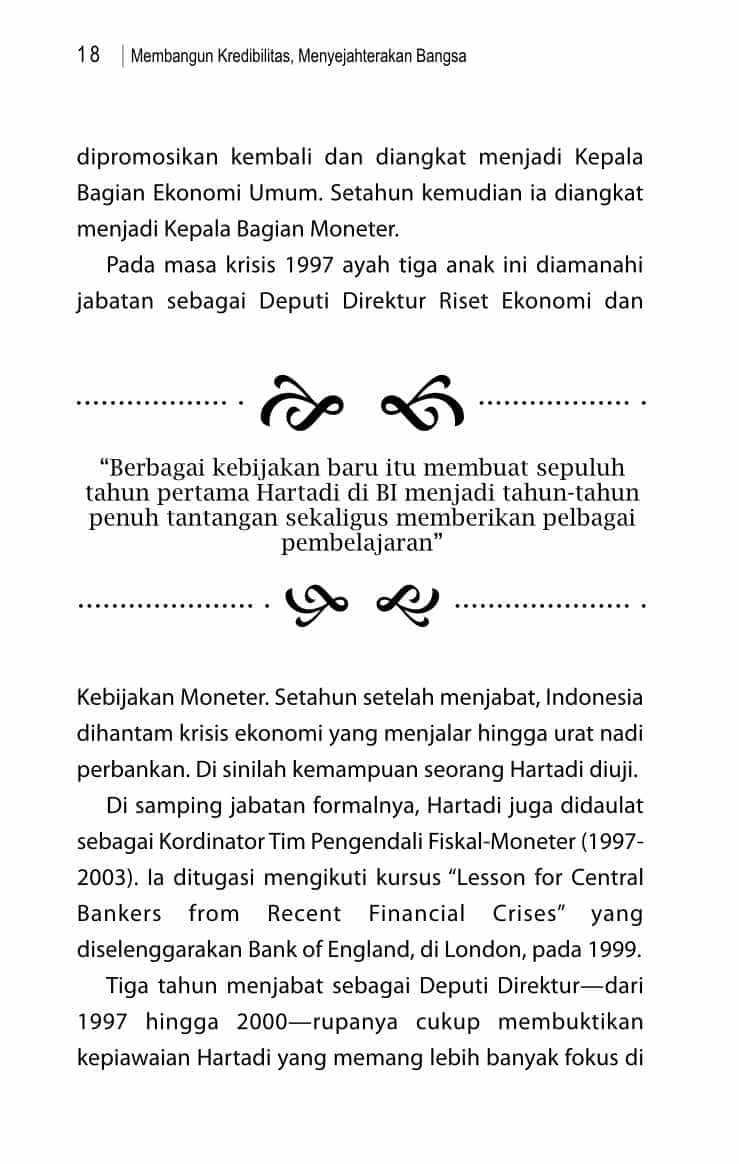 18 | Membangun Kredibilitas, Menyejahterakan Bangsa
dipromosikan kembali dan diangkat menjadi Kepala
Bagian Ekonomi Umum. Setahun kemudian ia diangkat
menjadi Kepala Bagian Moneter.
Pada masa krisis 1997 ayah tiga anak ini diamanahi
jabatan sebagai Deputi Direktur Riset Ekonomi dan
“Berbagai kebijakan baru itu membuat sepuluh
tahun pertama Hartadi di BI menjadi tahun-tahun
penuh tantangan sekaligus memberikan pelbagai
pembelajaran”
Kebijakan Moneter. Setahun setelah menjabat, Indonesia
dihantam krisis ekonomi yang menjalar hingga urat nadi
perbankan. Di sinilah kemampuan seorang Hartadi diuji.
Di samping jabatan formalnya, Hartadi juga didaulat
sebagai Kordinator Tim Pengendali Fiskal-Moneter (1997-
2003). Ia ditugasi mengikuti kursus “Lesson for Central
Bankers from Recent Financial Crises” yang
diselenggarakan Bank of England, di London, pada 1999.
Tiga tahun menjabat sebagai Deputi Direktur—dari
1997 hingga 2000—rupanya cukup membuktikan
kepiawaian Hartadi yang memang lebih banyak fokus di